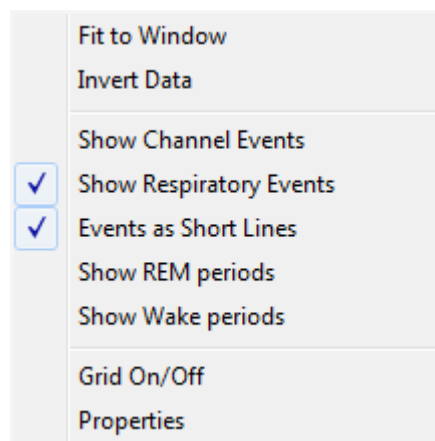 Fit to Window
Invert Data
Show Channel Events
Show Respiratory Events
Events as Short Lines
Show REM periods
Show Wake periods
Grid On/Off
Properties